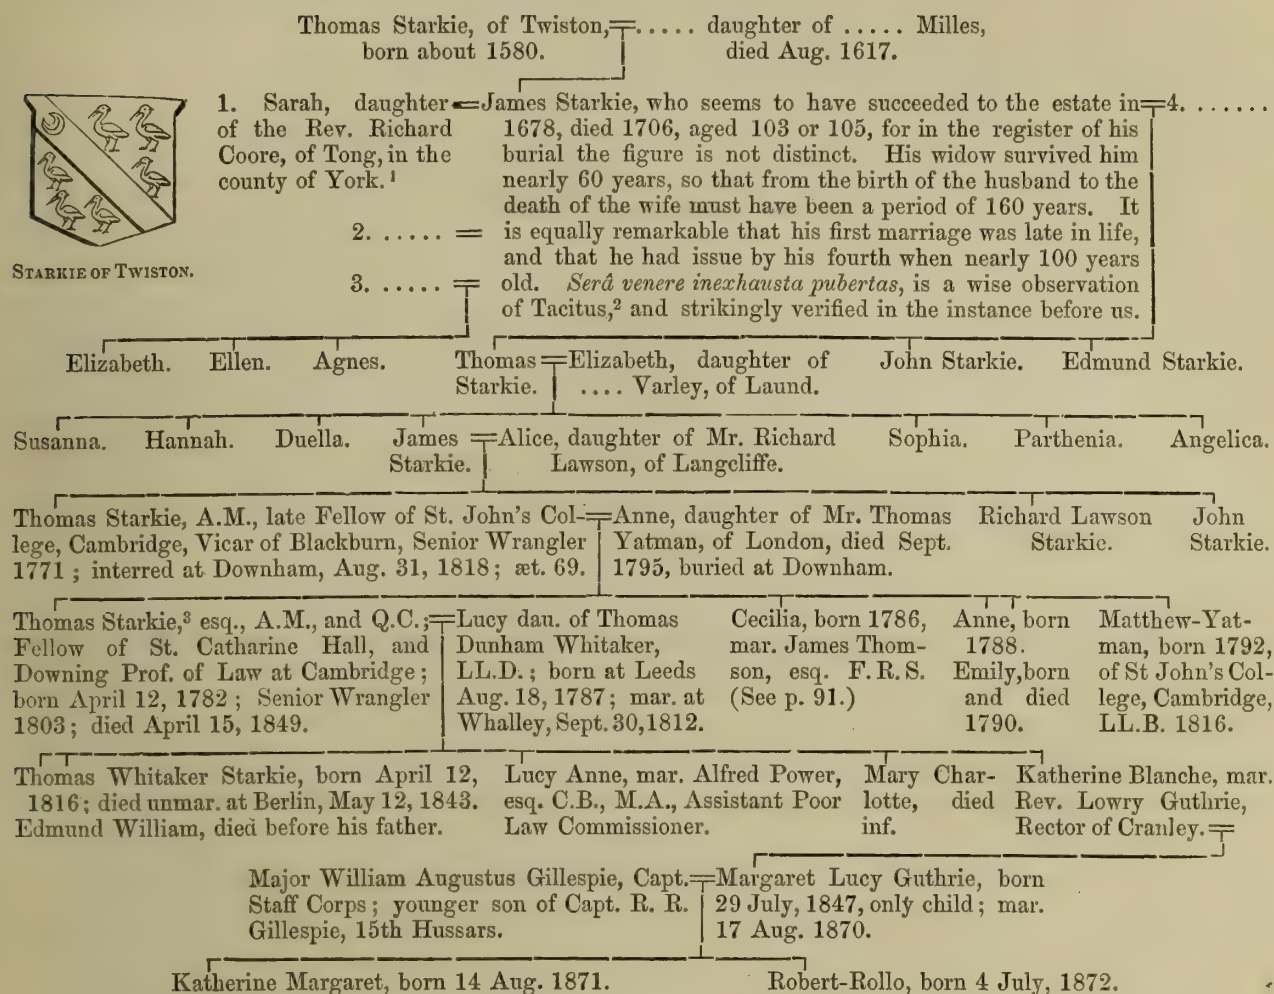 Thomas Starkie, of Twiston,=..... daughter of ..... Milles,
born about 1580.
died Aug. 1617.
STARKIE OF TWISTON.
1. Sarah, daughter
of the Rev. Richard
Coore, of Tong, in the
county of York. ¹
2. ...... =
3. ...... =
=James Starkie, who seems to have succeeded to the estate in=4. .......
1678, died 1706, aged 103 or 105, for in the register of his
burial the figure is not distinct. His widow survived him
nearly 60 years, so that from the birth of the husband to the
death of the wife must have been a period of 160 years. It
is equally remarkable that his first marriage was late in life,
and that he had issue by his fourth when nearly 100 years
old. Serâ venere inexhausta pubertas, is a wise observation
of Tacitus,² and strikingly verified in the instance before us.
Elizabeth. Ellen. Agnes.
Thomas
Starkie.
=Elizabeth, daughter of
.... Varley, of Laund.
John Starkie. Edmund Starkie.
Susanna. Hannah. Duella.
James
Starkie.
=Alice, daughter of Mr. Richard
Lawson, of Langcliffe.
Sophia. Parthenia. Angelica.
Thomas Starkie, A.M., late Fellow of St. John's Col-
lege, Cambridge, Vicar of Blackburn, Senior Wrangler
1771; interred at Downham, Aug. 31, 1818; æt. 69.
=Anne, daughter of Mr. Thomas
Yatman, of London, died Sept.
1795, buried at Downham.
Richard Lawson
Starkie.
John
Starkie.
Thomas Starkie,³ esq., A.M., and Q.C.;
Fellow of St. Catharine Hall, and
Downing Prof. of Law at Cambridge;
born April 12, 1782; Senior Wrangler
1803; died April 15, 1849.
=Lucy dau. of Thomas
Dunham Whitaker,
LL.D.; born at Leeds
Aug. 18, 1787; mar. at
Whalley, Sept. 30, 1812.
Cecilia, born 1786,
mar. James Thom-
son, esq. F.R.S.
(See p. 91.)
Anne, born
1788.
Emily, born
and died
1790.
Matthew-Yat-
man, born 1792,
of St John's Col-
lege, Cambridge,
LL.B. 1816.
Thomas Whitaker Starkie, born April 12,
1816; died unmar. at Berlin, May 12, 1843.
Edmund William, died before his father.
Lucy Anne, mar. Alfred Power,
esq. C.B., M.A., Assistant Poor
Law Commissioner.
Mary Char-
lotte, died
inf.
Katherine Blanche, mar.
Rev. Lowry Guthrie,
Rector of Cranley.=
Major William Augustus Gillespie, Capt.
Staff Corps; younger son of Capt. R. R.
Gillespie, 15th Hussars.
=Margaret Lucy Guthrie, born
29 July, 1847, only child; mar.
17 Aug. 1870.
Katherine Margaret, born 14 Aug. 1871.
Robert-Rollo, born 4 July, 1872.